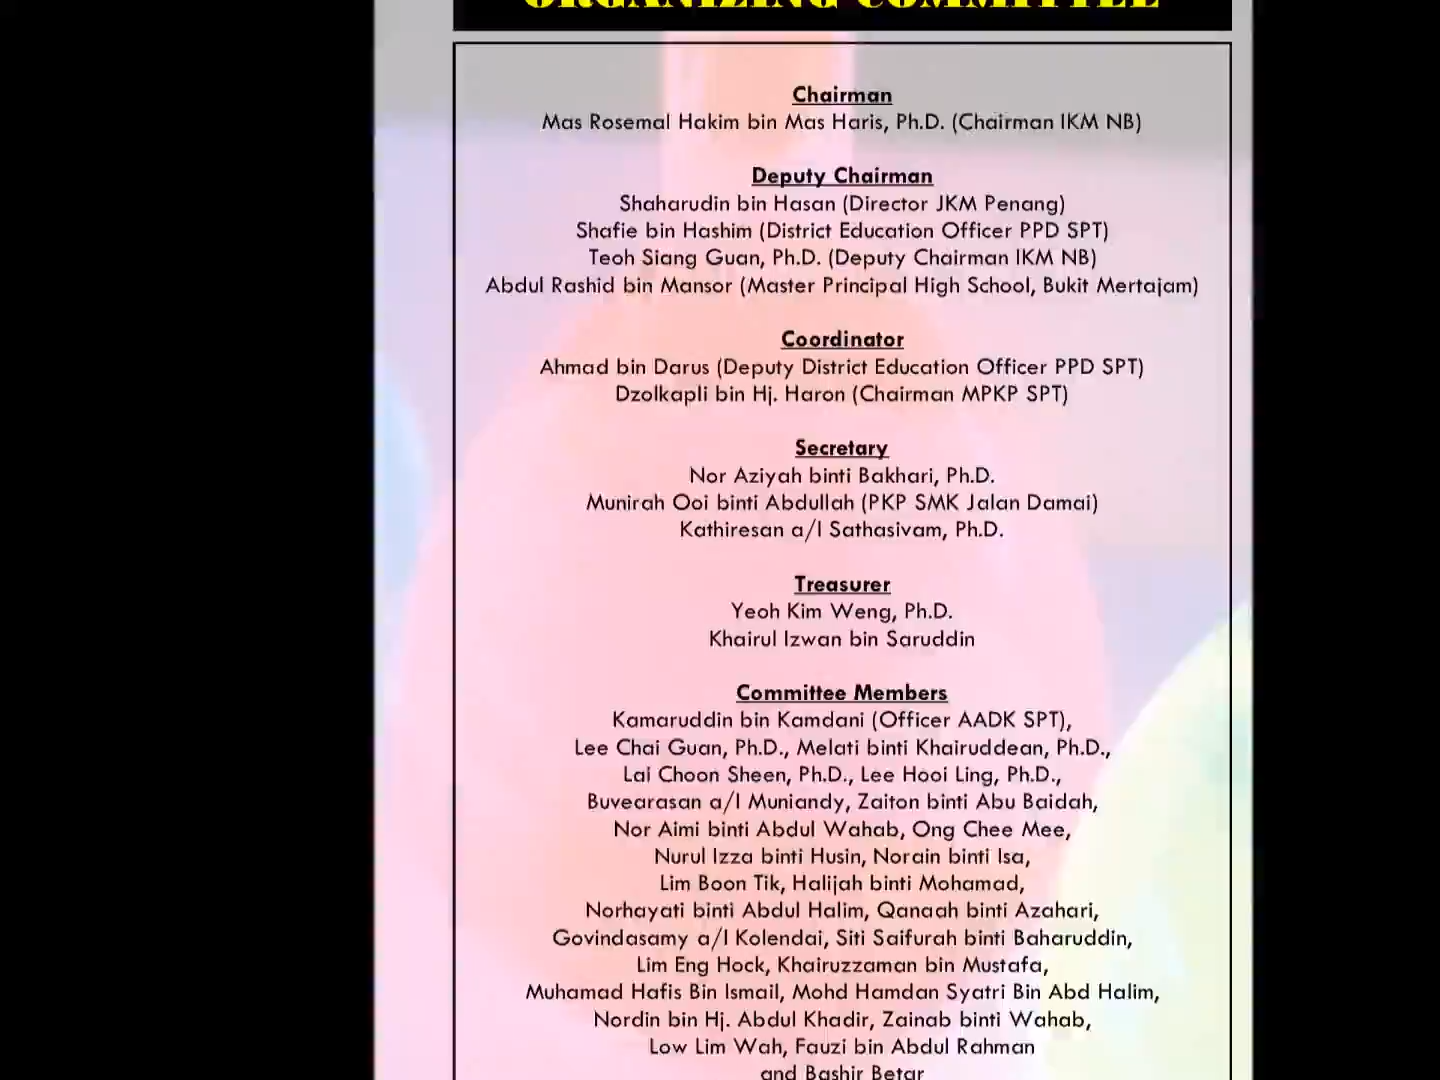 ORGANIZING COMMITTEE
Chairman
Mas Rosemal Hakim bin Mas Haris, Ph.D. (Chairman IKM NB)
Deputy Chairman
Shaharudin bin Hasan (Director JKM Penang)
Shafie bin Hashim (District Education Officer PPD SPT)
Teoh Siang Guan, Ph.D. (Deputy Chairman IKM NB)
Abdul Rashid bin Mansor (Master Principal High School, Bukit Mertajam)
Coordinator
Ahmad bin Darus (Deputy District Education Officer PPD SPT)
Dzolkapli bin Hj. Haron (Chairman MPKP SPT)
Secretary
Nor Aziyah binti Bakhari, Ph.D.
Munirah Ooi binti Abdullah (PKP SMK Jalan Damai)
Kathiresan a/l Sathasivam, Ph.D.
Treasurer
Yeoh Kim Weng, Ph.D.
Khairul Izwan bin Saruddin
Committee Members
Kamaruddin bin Kamdani (Officer AADK SPT),
Lee Chai Guan, Ph.D., Melati binti Khairuddean, Ph.D.,
Lai Choon Sheen, Ph.D., Lee Hooi Ling, Ph.D.,
Buvearasan a/l Muniandy, Zaiton binti Abu Baidah,
Nor Aimi binti Abdul Wahab, Ong Chee Mee,
Nurul Izza binti Husin, Norain binti Isa,
Lim Boon Tik, Halijah binti Mohamad,
Norhayati binti Abdul Halim, Qanaah binti Azahari,
Govindasamy a/l Kolendai, Siti Saifurah binti Baharuddin,
Lim Eng Hock, Khairuzzaman bin Mustafa,
Muhamad Hafis Bin Ismail, Mohd Hamdan Syatri Bin Abd Halim,
Nordin bin Hj. Abdul Khadir, Zainab binti Wahab,
Low Lim Wah, Fauzi bin Abdul Rahman
and Bashir Betar